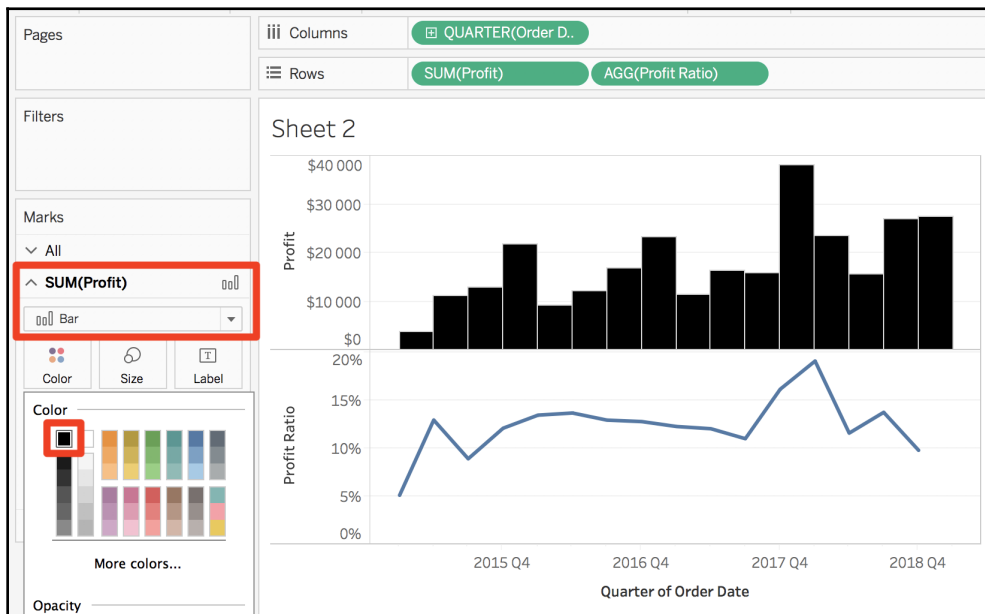 Pages
Columns
QUARTER(Order D..
Rows
SUM(Profit)
AGG(Profit Ratio)
Filters
Marks
All
SUM(Profit)
Bar
Color
Size
T
Label
Color
More colors...
Opacity
Sheet 2
Profit
$40 000
$30 000
$20 000
$10 000
$0
Profit Ratio
20%
15%
10%
5%
0%
2015 Q4
2016 Q4
2017 Q4
2018 Q4
Quarter of Order Date